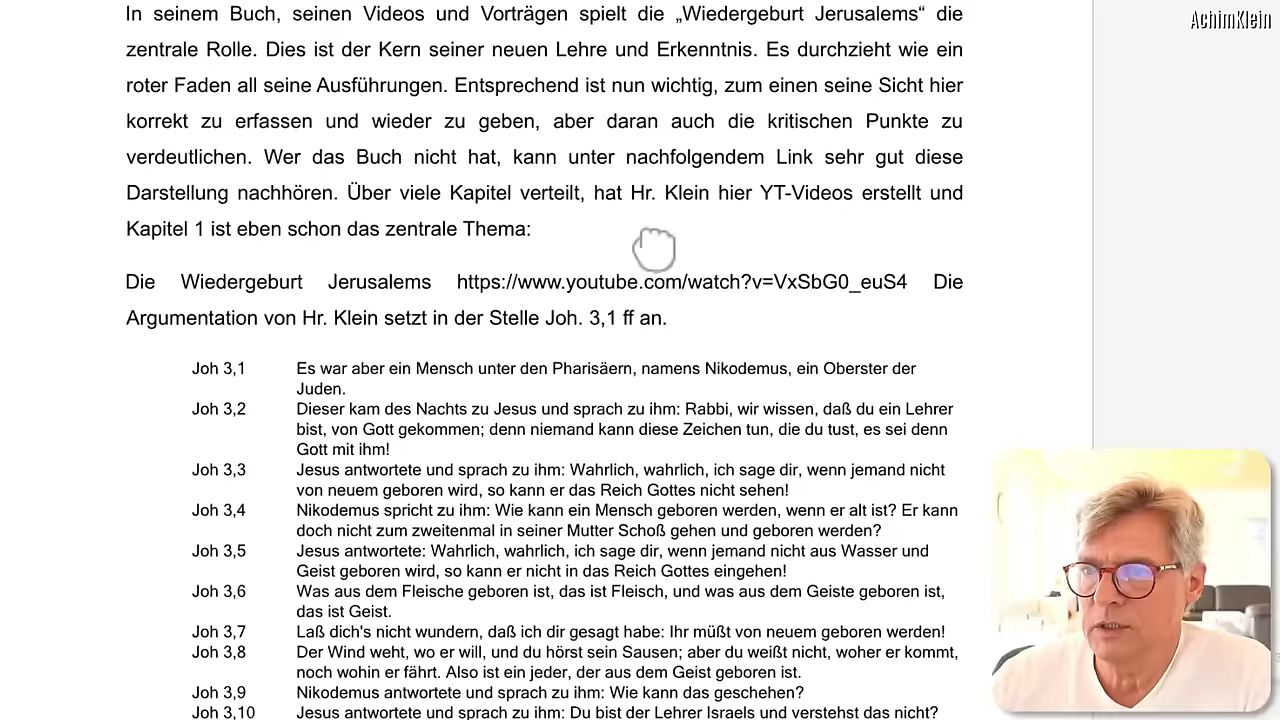 AchimKlein
In seinem Buch, seinen Videos und Vorträgen spielt die „Wiedergeburt Jerusalems“ die
zentrale Rolle. Dies ist der Kern seiner neuen Lehre und Erkenntnis. Es durchzieht wie ein
roter Faden all seine Ausführungen. Entsprechend ist nun wichtig, zum einen seine Sicht hier
korrekt zu erfassen und wieder zu geben, aber daran auch die kritischen Punkte zu
verdeutlichen. Wer das Buch nicht hat, kann unter nachfolgendem Link sehr gut diese
Darstellung nachhören. Über viele Kapitel verteilt, hat Hr. Klein hier YT-Videos erstellt und
Kapitel 1 ist eben schon das zentrale Thema:
Die Wiedergeburt Jerusalems https://www.youtube.com/watch?v=VxSbG0_euS4 Die
Argumentation von Hr. Klein setzt in der Stelle Joh. 3,1 ff an.
Joh 3,1 Es war aber ein Mensch unter den Pharisäern, namens Nikodemus, ein Oberster der
Juden.
Joh 3,2 Dieser kam des Nachts zu Jesus und sprach zu ihm: Rabbi, wir wissen, daß du ein Lehrer
bist, von Gott gekommen; denn niemand kann diese Zeichen tun, die du tust, es sei denn
Gott mit ihm!
Joh 3,3 Jesus antwortete und sprach zu ihm: Wahrlich, wahrlich, ich sage dir, wenn jemand nicht
von neuem geboren wird, so kann er das Reich Gottes nicht sehen!
Joh 3,4 Nikodemus spricht zu ihm: Wie kann ein Mensch geboren werden, wenn er alt ist? Er kann
doch nicht zum zweitenmal in seiner Mutter Schoß gehen und geboren werden?
Joh 3,5 Jesus antwortete: Wahrlich, wahrlich, ich sage dir, wenn jemand nicht aus Wasser und
Geist geboren wird, so kann er nicht in das Reich Gottes eingehen!
Joh 3,6 Was aus dem Fleische geboren ist, das ist Fleisch, und was aus dem Geiste geboren ist,
das ist Geist.
Joh 3,7 Laß dich's nicht wundern, daß ich dir gesagt habe: Ihr müßt von neuem geboren werden!
Joh 3,8 Der Wind weht, wo er will, und du hörst sein Sausen; aber du weißt nicht, woher er kommt,
noch wohin er fährt. Also ist ein jeder, der aus dem Geist geboren ist.
Joh 3,9 Nikodemus antwortete und sprach zu ihm: Wie kann das geschehen?
Joh 3,10 Jesus antwortete und sprach zu ihm: Du bist der Lehrer Israels und verstehst das nicht?